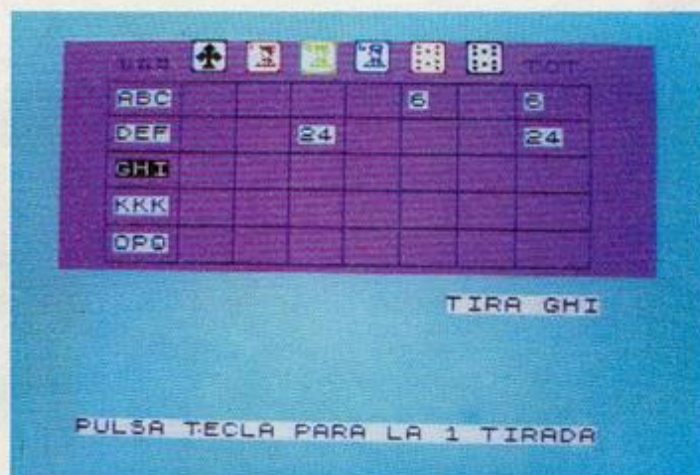 TOT
ABC 6 6
DEF 24 24
GHI
KKK
OPQ
TIRA GHI
PULSA TECLA PARA LA 1 TIRADA